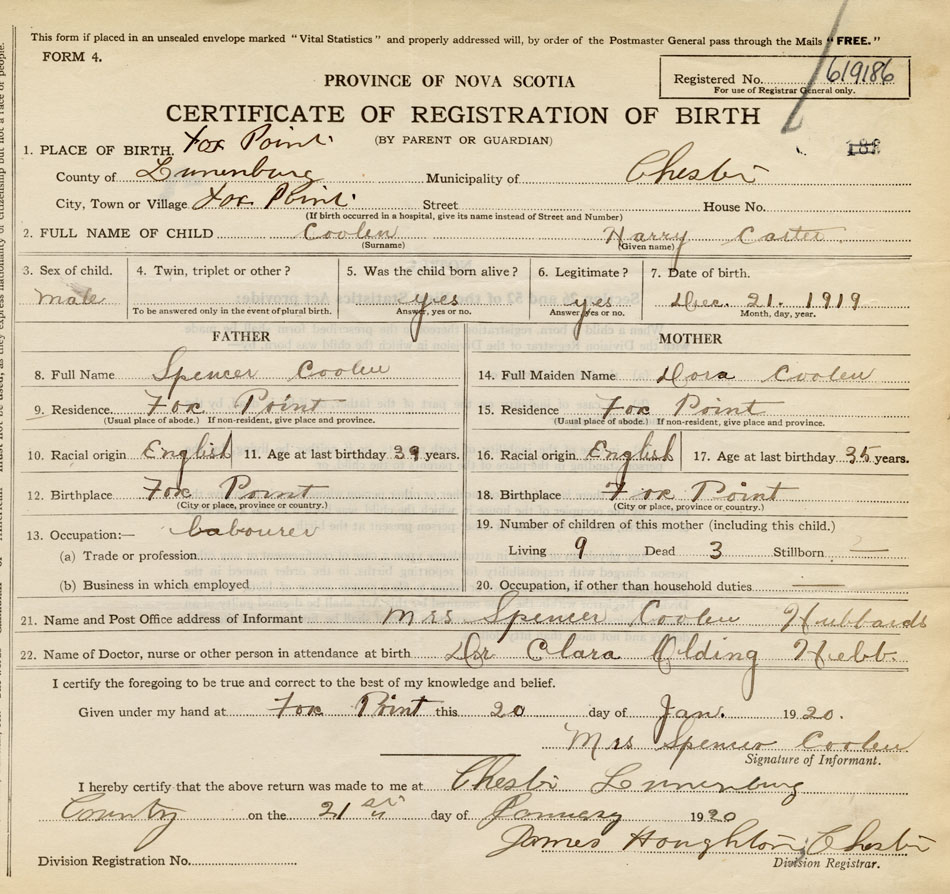 This form if placed in an unsealed envelope marked "Vital Statistics" and properly addressed will, by order of the Postmaster General pass through the Mails "FREE."
FORM 4.
Registered No. 619186
For use of Registrar General only.
PROVINCE OF NOVA SCOTIA
CERTIFICATE OF REGISTRATION OF BIRTH
(BY PARENT OR GUARDIAN)
1. PLACE OF BIRTH. Fox Point.
County of Lunenburg Municipality of Chester
City, Town or Village Fox Point. Street House No.
(If birth occurred in a hospital, give its name instead of Street and Number)
2. FULL NAME OF CHILD Coolen Harry Carter
(Surname) (Given name)
3. Sex of child. 4. Twin, triplet or other? 5. Was the child born alive? 6. Legitimate? 7. Date of birth.
Male yes yes Dec. 21. 1919
To be answered only in the event of plural birth. Answer, yes or no. Answer, yes or no. Month, day, year.
FATHER MOTHER
8. Full Name Spencer Coolen 14. Full Maiden Name Dora Coolen
9. Residence. Fox Point 15. Residence Fox Point
(Usual place of abode.) If non-resident, give place and province. (Usual place of abode.) If non-resident, give place and province.
10. Racial origin English 11. Age at last birthday 39 years. 16. Racial origin English 17. Age at last birthday 35 years.
12. Birthplace Fox Point 18. Birthplace Fox Point
(City or place, province or country.) (City or place, province or country.)
13. Occupation:— Labourer 19. Number of children of this mother (including this child.)
(a) Trade or profession Living 9 Dead 3 Stillborn —
(b) Business in which employed 20. Occupation, if other than household duties —
21. Name and Post Office address of Informant Mrs Spencer Coolen Hubbards
22. Name of Doctor, nurse or other person in attendance at birth Dr Clara Olding Hebb.
I certify the foregoing to be true and correct to the best of my knowledge and belief.
Given under my hand at Fox Point this 20 day of Jan. 1920.
Mrs Spencer Coolen
Signature of Informant.
I hereby certify that the above return was made to me at Chester Lunenburg
County on the 21st day of January 1920
James Houghton, Chester
Division Registration No. Division Registrar.